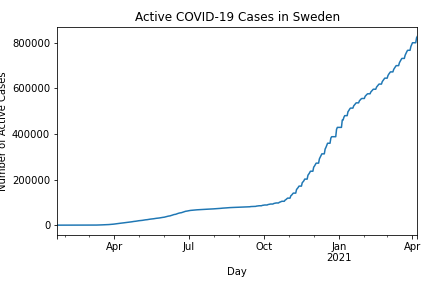 Active COVID-19 Cases in Sweden
Number of Active Cases
800000
600000
400000
200000
0
Apr Jul Oct Jan Apr
2021
Day